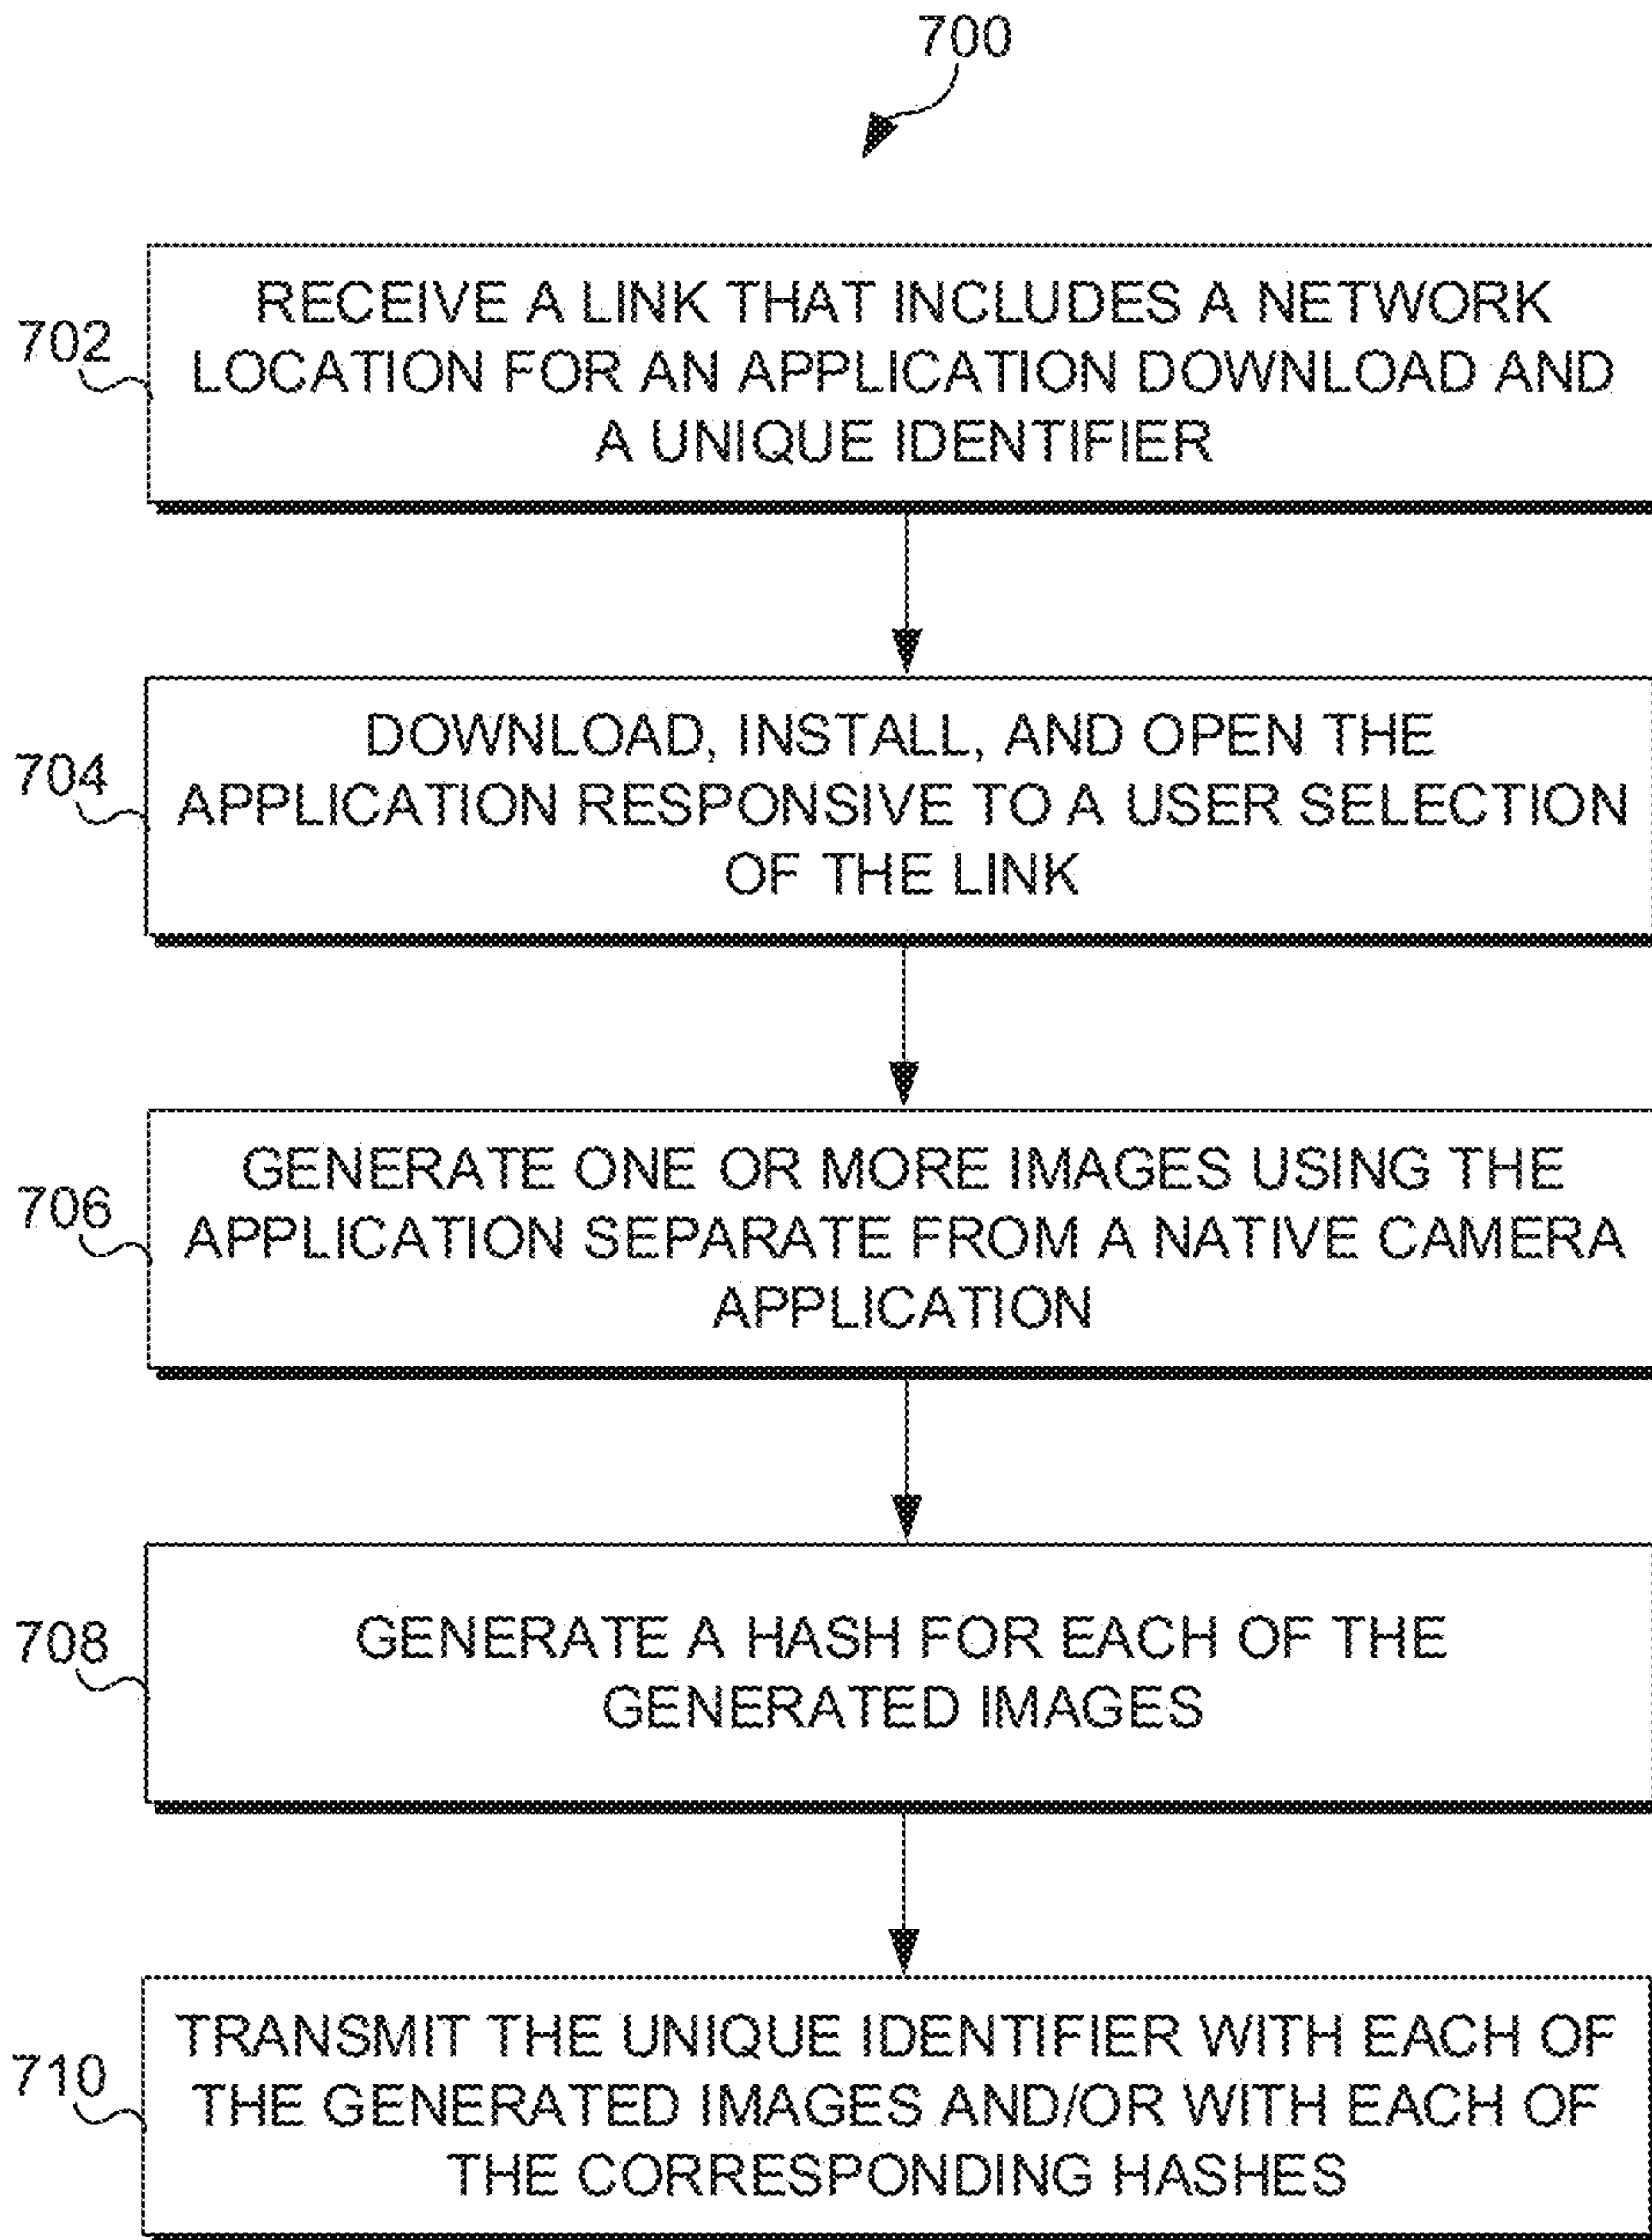 700
702
RECEIVE A LINK THAT INCLUDES A NETWORK
LOCATION FOR AN APPLICATION DOWNLOAD AND
A UNIQUE IDENTIFIER
704
DOWNLOAD, INSTALL, AND OPEN THE
APPLICATION RESPONSIVE TO A USER SELECTION
OF THE LINK
706
GENERATE ONE OR MORE IMAGES USING THE
APPLICATION SEPARATE FROM A NATIVE CAMERA
APPLICATION
708
GENERATE A HASH FOR EACH OF THE
GENERATED IMAGES
710
TRANSMIT THE UNIQUE IDENTIFIER WITH EACH OF
THE GENERATED IMAGES AND/OR WITH EACH OF
THE CORRESPONDING HASHES